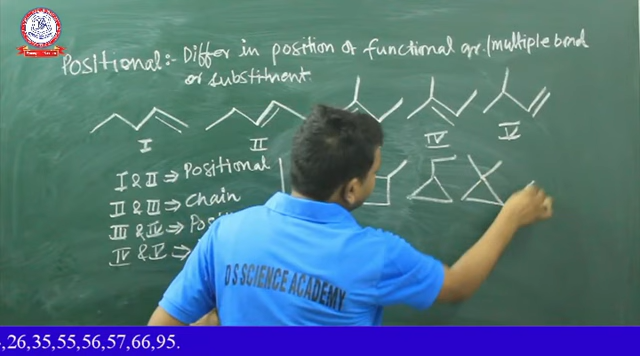 Positional:- Differ in position of functional gr./multiple bond
or substituent.
I II IV V
I & II ⇒ Positional
II & III ⇒ Chain
III & IV ⇒
IV & V ⇒
D S SCIENCE ACADEMY
26,35,55,56,57,66,95.